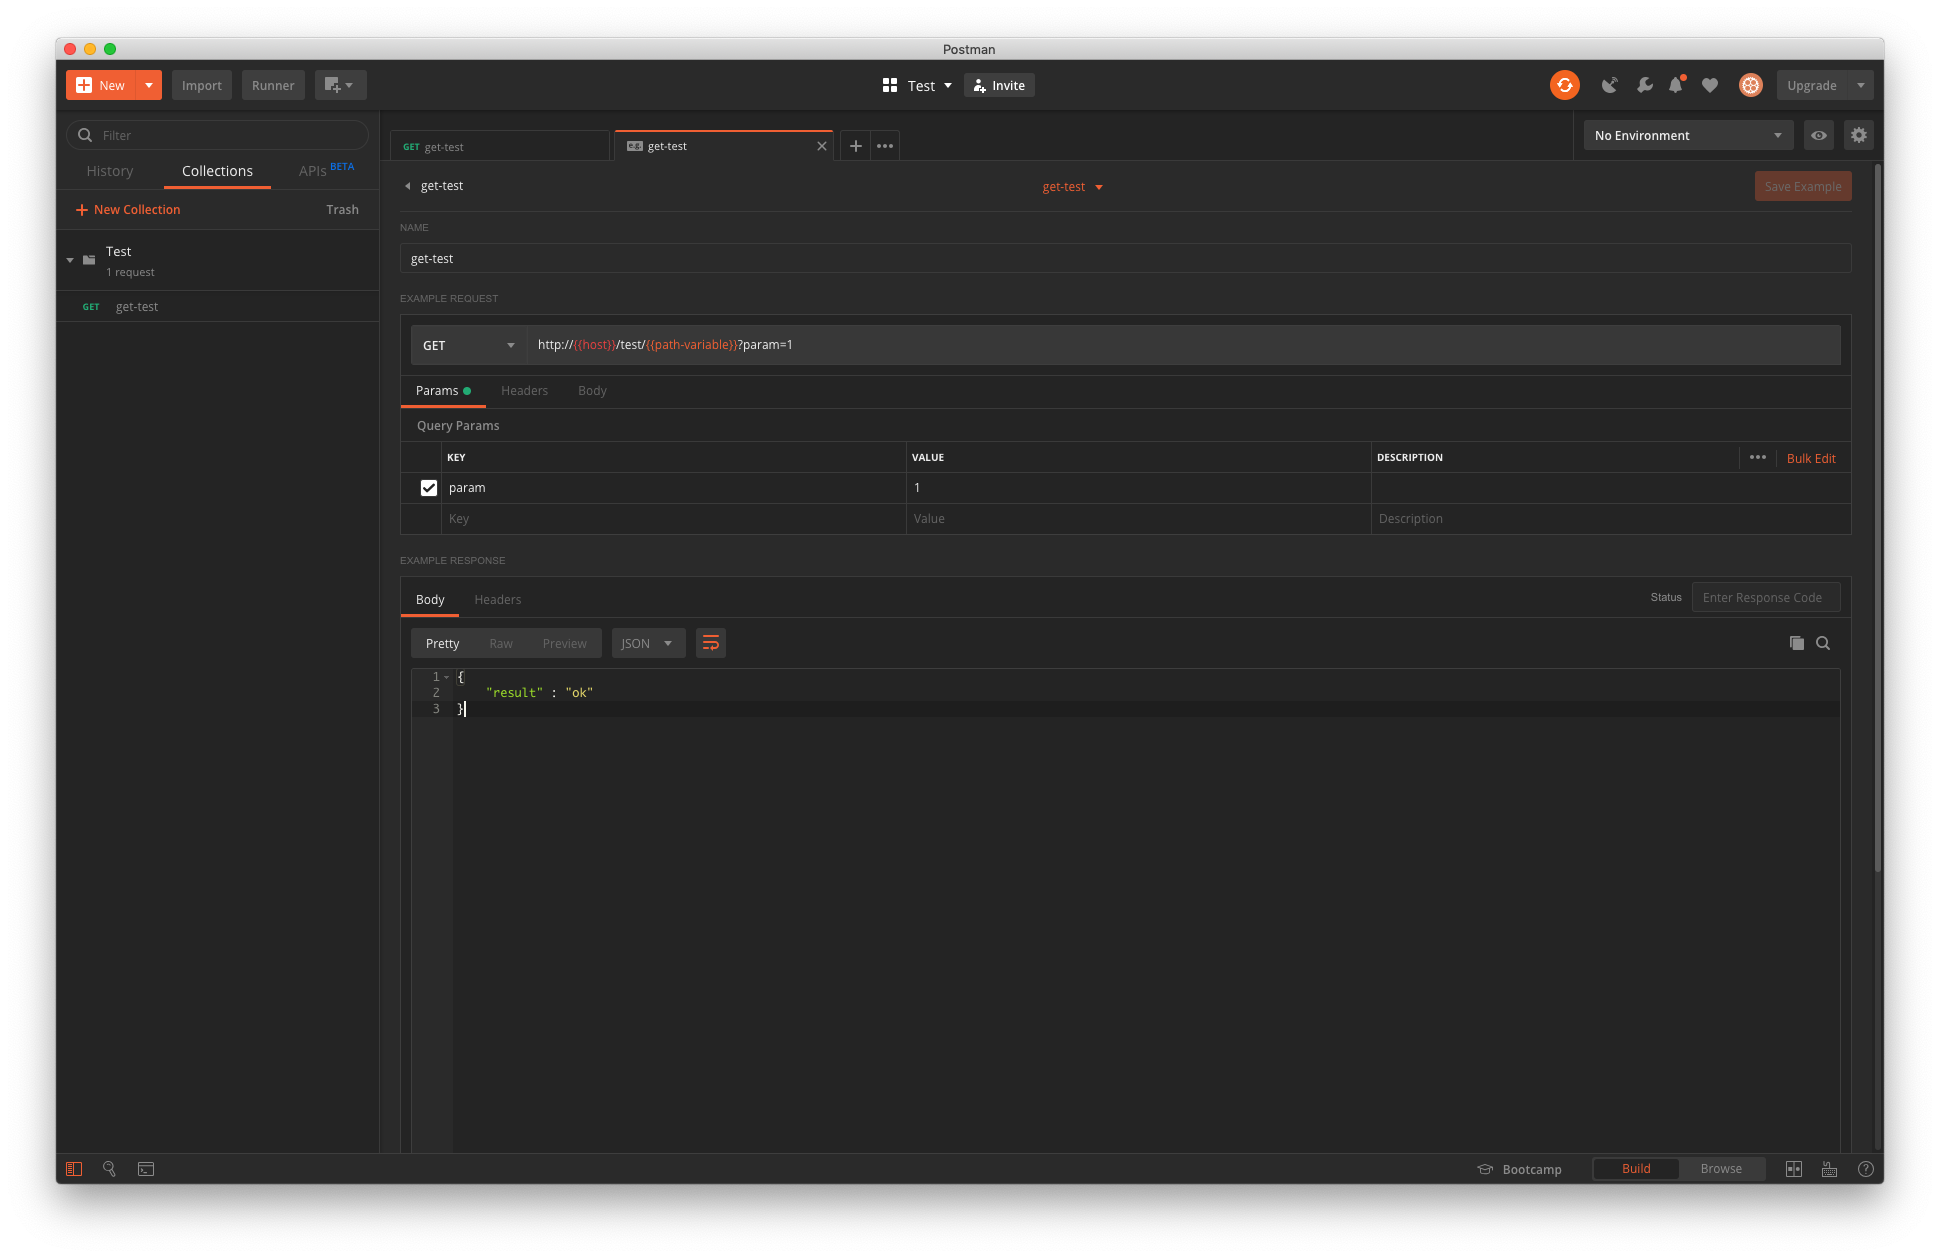 Postman
New
Import
Runner
Test
Invite
Upgrade
Filter
History
Collections
APIs BETA
New Collection
Trash
Test
1 request
GET get-test
GET get-test
e.g. get-test
No Environment
get-test
get-test
Save Example
NAME
get-test
EXAMPLE REQUEST
GET
http://{{host}}/test/{{path-variable}}?param=1
Params
Headers
Body
Query Params
KEY
VALUE
DESCRIPTION
Bulk Edit
param
1
Key
Value
Description
EXAMPLE RESPONSE
Body
Headers
Status
Enter Response Code
Pretty
Raw
Preview
JSON
1 {
2 "result" : "ok"
3 }
Bootcamp
Build
Browse